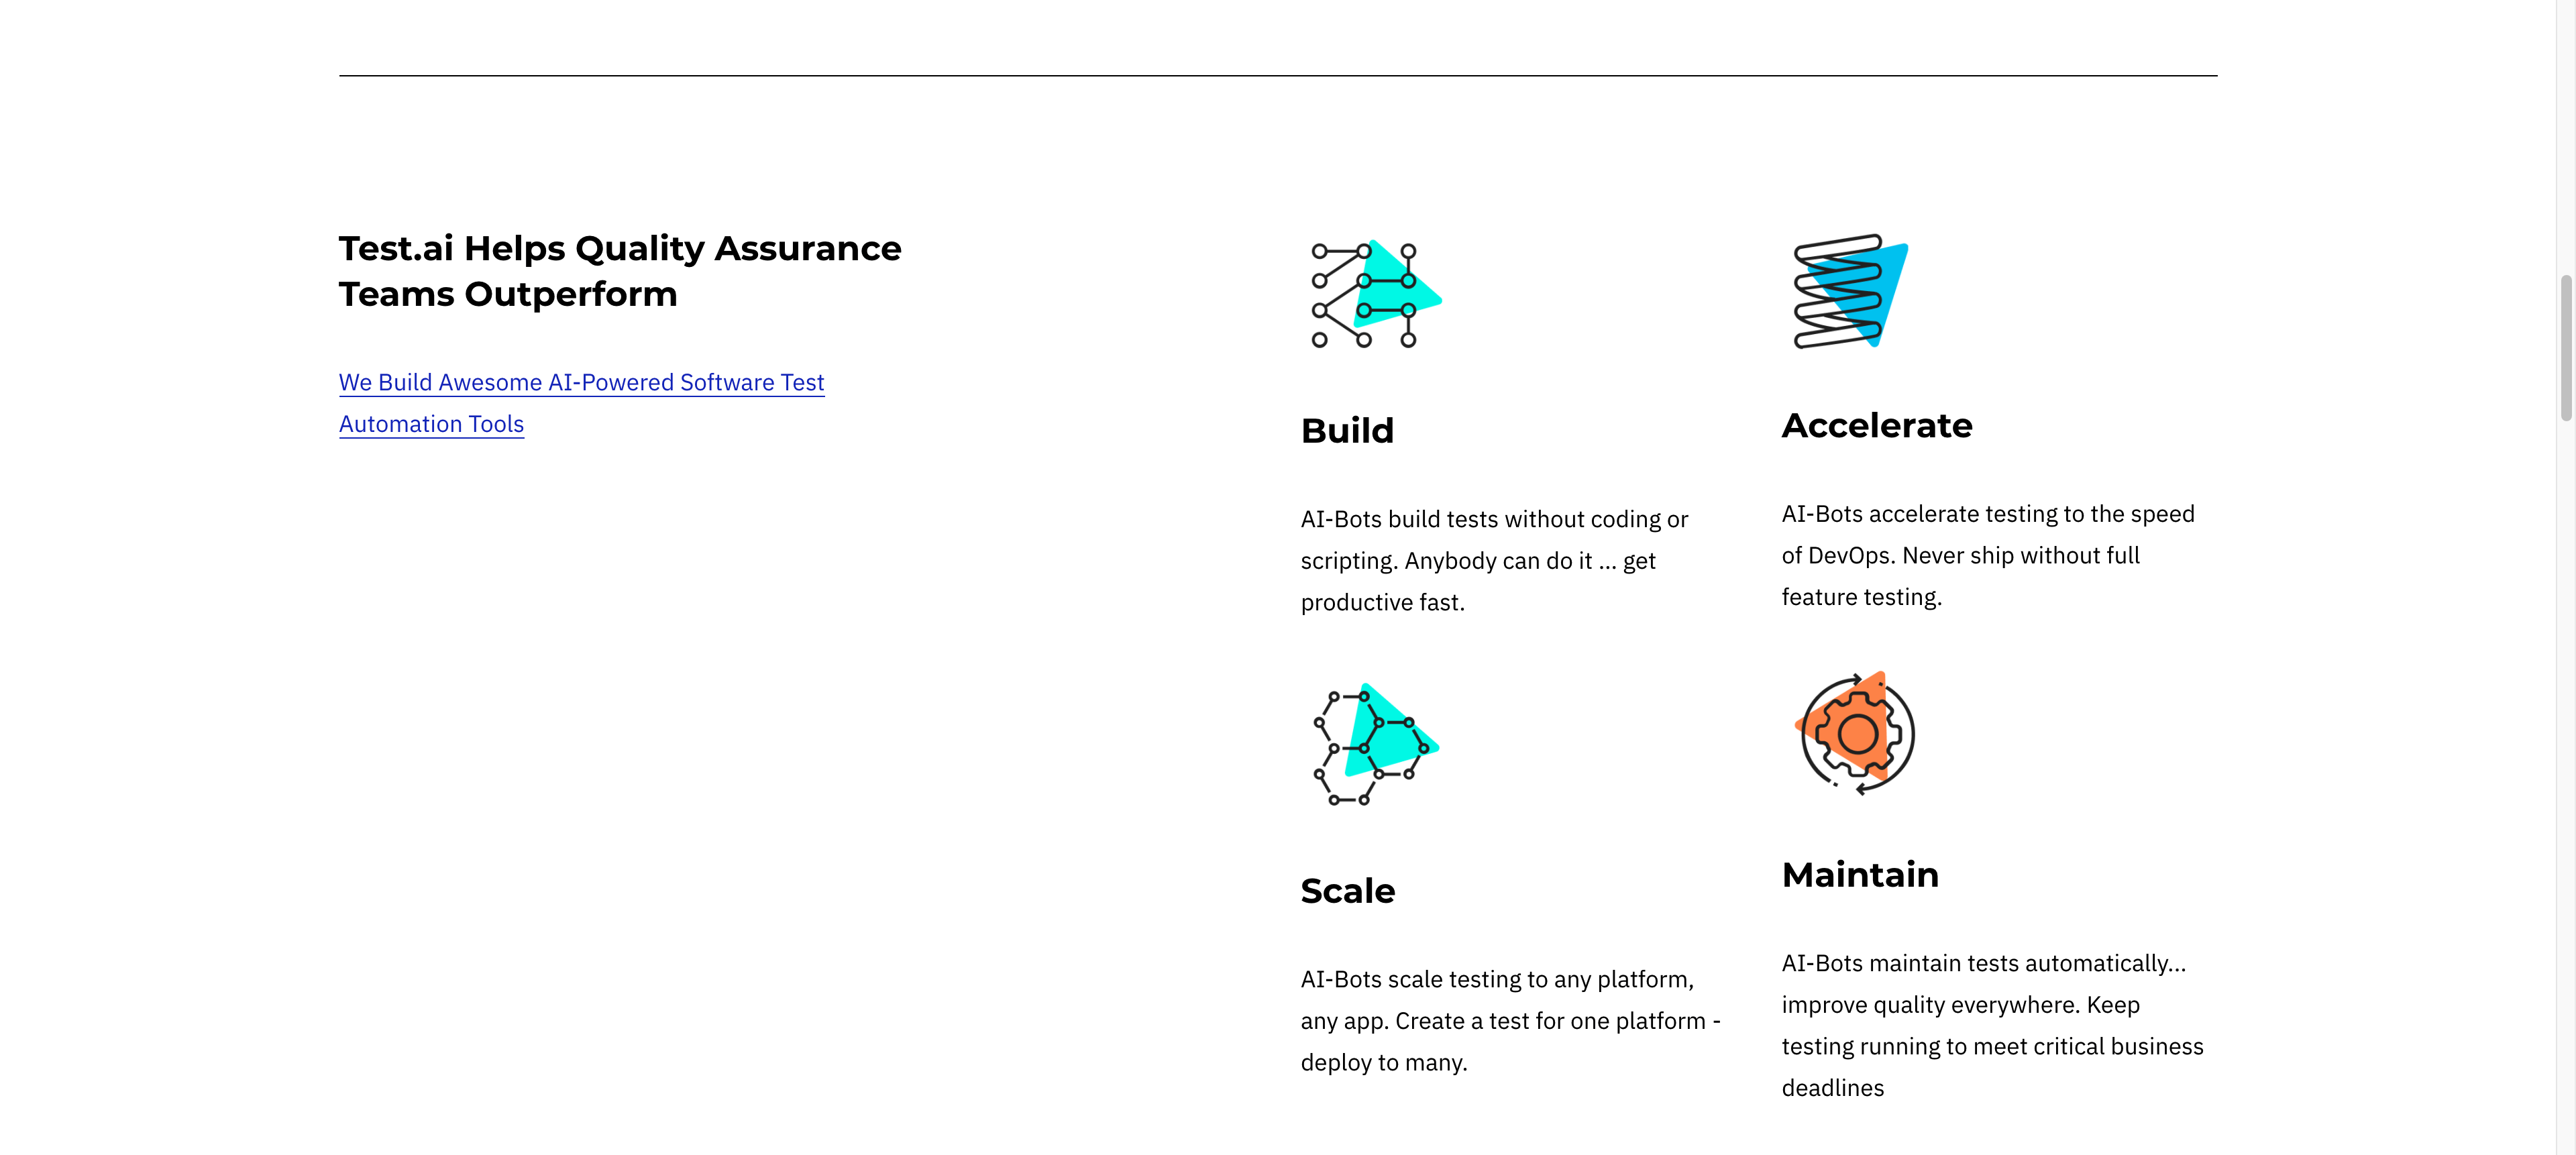 Test.ai Helps Quality Assurance
Teams Outperform
We Build Awesome AI-Powered Software Test
Automation Tools
Build
AI-Bots build tests without coding or
scripting. Anybody can do it ... get
productive fast.
Accelerate
AI-Bots accelerate testing to the speed
of DevOps. Never ship without full
feature testing.
Scale
AI-Bots scale testing to any platform,
any app. Create a test for one platform -
deploy to many.
Maintain
AI-Bots maintain tests automatically...
improve quality everywhere. Keep
testing running to meet critical business
deadlines